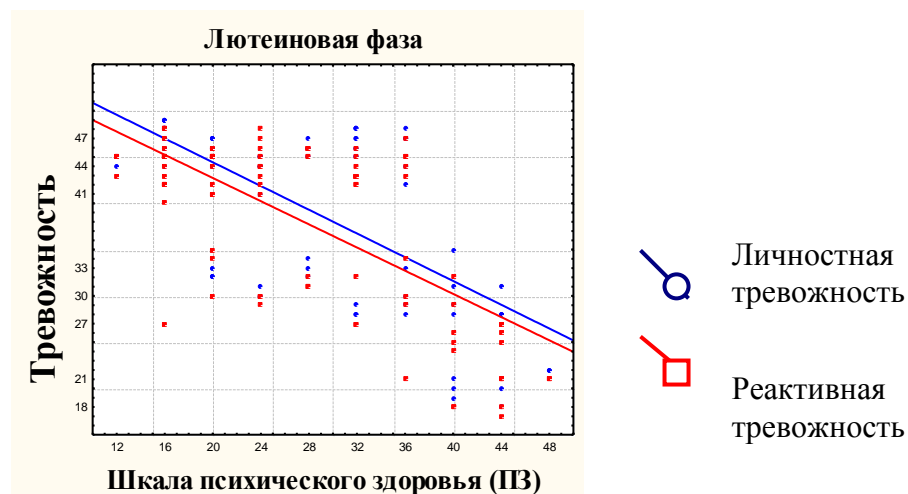 Лютеиновая фаза
Тревожность
47
44
41
33
30
27
21
18
12 16 20 24 28 32 36 40 44 48
Шкала психического здоровья (ПЗ)
Личностная
тревожность
Реактивная
тревожность